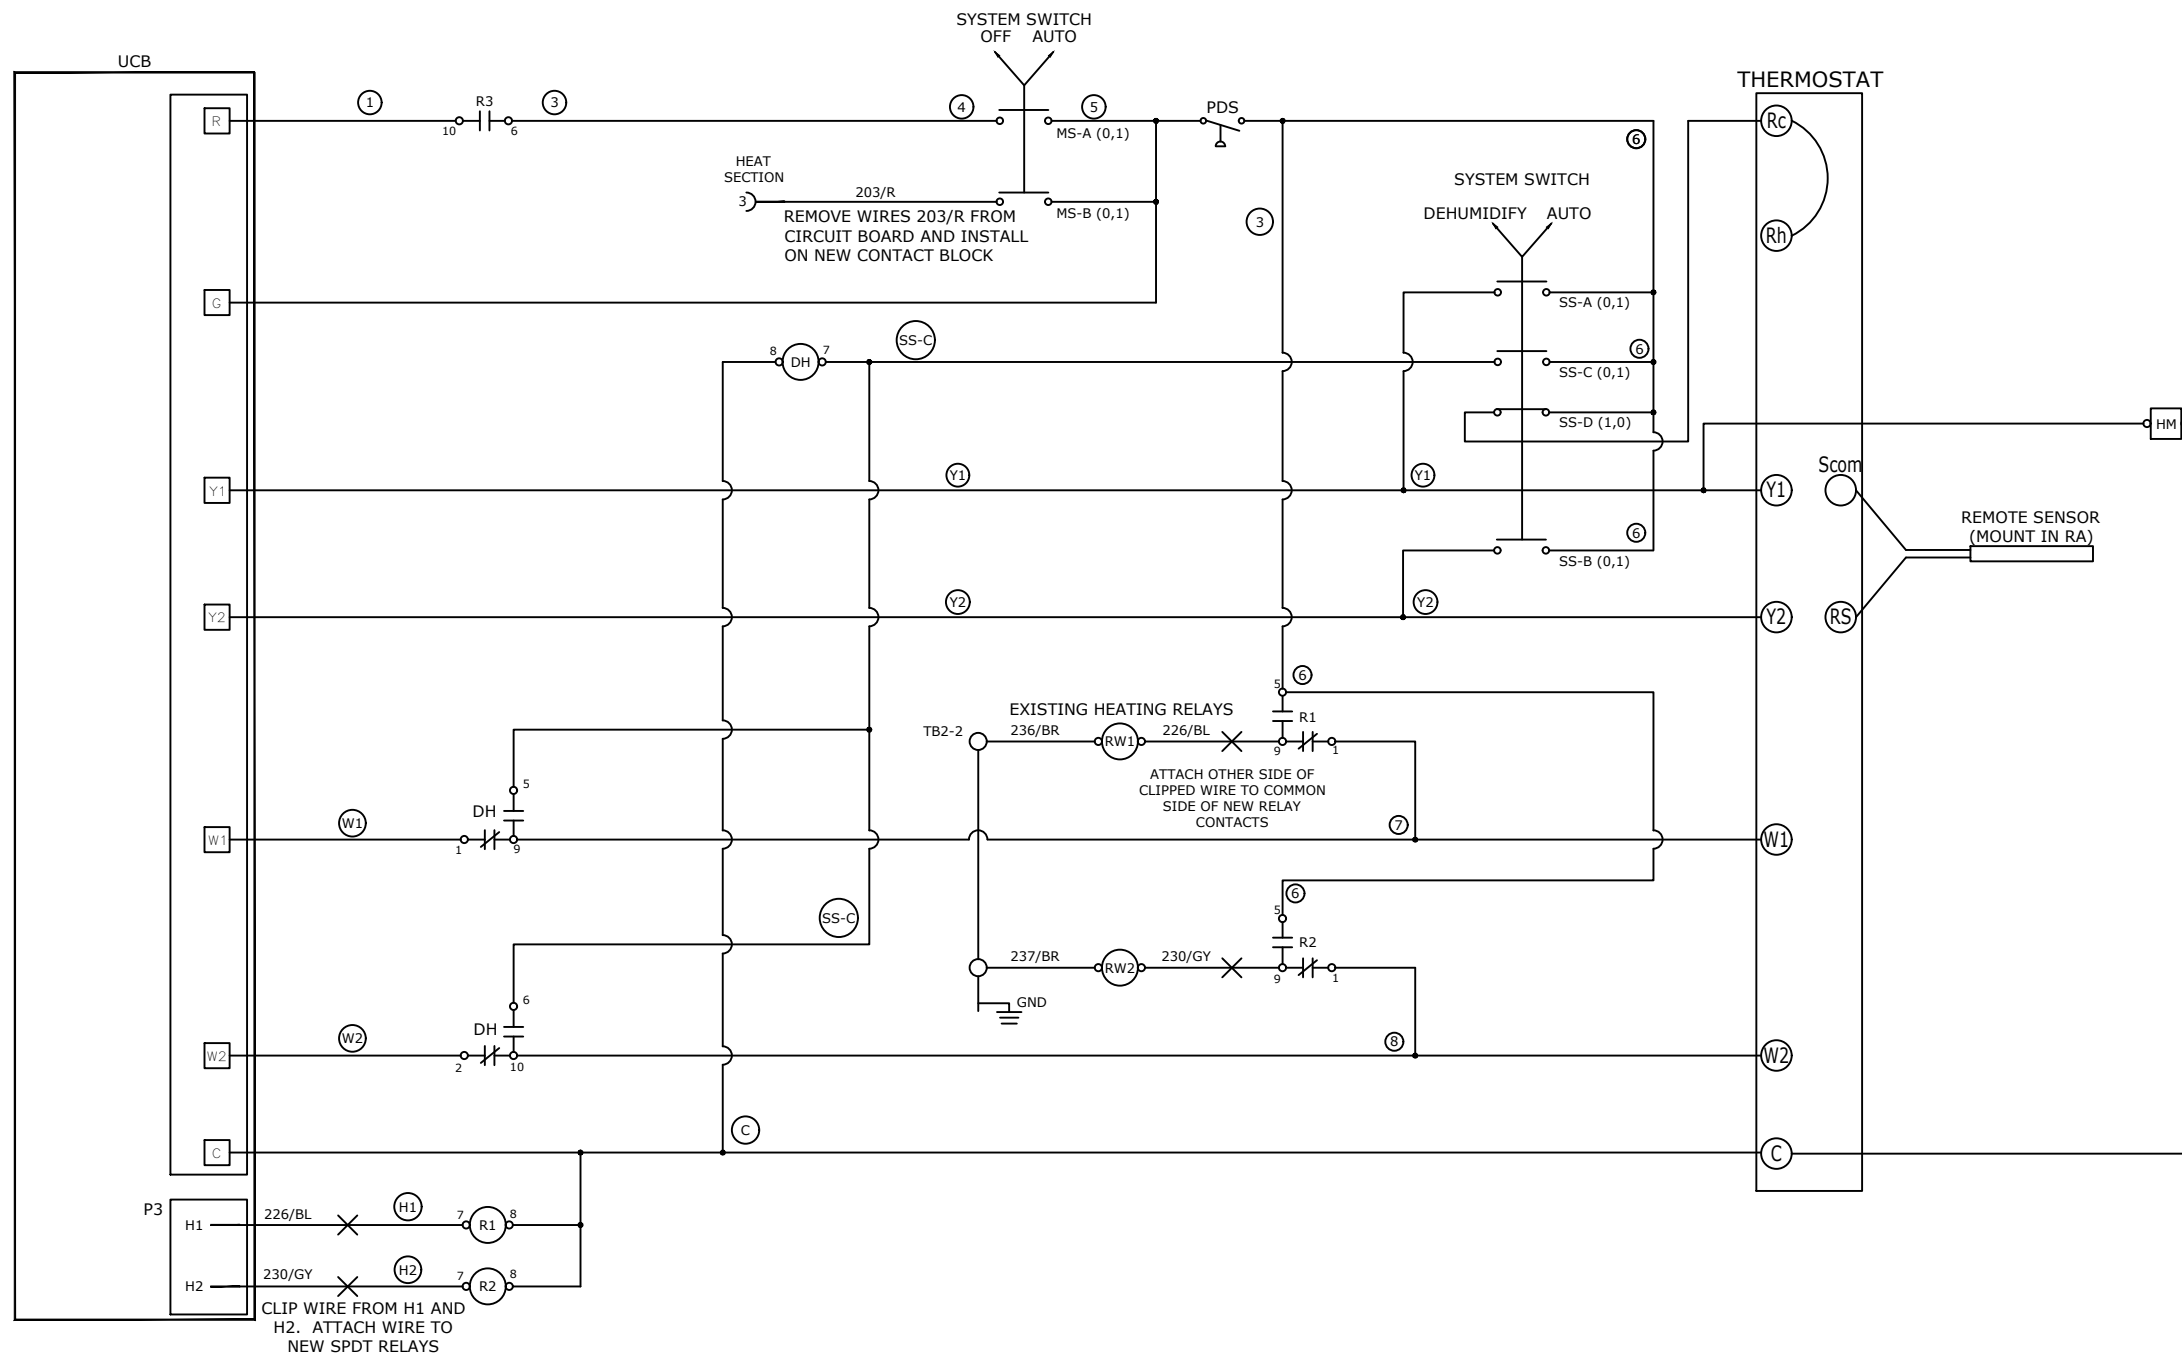 SYSTEM SWITCH
OFF AUTO
UCB
THERMOSTAT
R
1
10
R3
6
3
4
5
MS-A (0,1)
PDS
6
Rc
HEAT
SECTION
3
203/R
MS-B (0,1)
REMOVE WIRES 203/R FROM
CIRCUIT BOARD AND INSTALL
ON NEW CONTACT BLOCK
3
SYSTEM SWITCH
DEHUMIDIFY AUTO
Rh
G
SS-A (0,1)
8
DH
7
SS-C
6
SS-C (0,1)
SS-D (1,0)
HM
Y1
Y1
Y1
Y1
Scom
REMOTE SENSOR
(MOUNT IN RA)
6
SS-B (0,1)
Y2
Y2
Y2
Y2
RS
6
5
EXISTING HEATING RELAYS
TB2-2
236/BR
RW1
226/BL
R1
9
1
ATTACH OTHER SIDE OF
CLIPPED WIRE TO COMMON
SIDE OF NEW RELAY
CONTACTS
5
DH
W1
W1
1
9
7
W1
SS-C
6
5
237/BR
RW2
230/GY
R2
9
1
GND
6
DH
W2
W2
2
10
8
W2
C
C
C
P3
H1
226/BL
H1
7
R1
8
H2
230/GY
H2
7
R2
8
CLIP WIRE FROM H1 AND
H2. ATTACH WIRE TO
NEW SPDT RELAYS